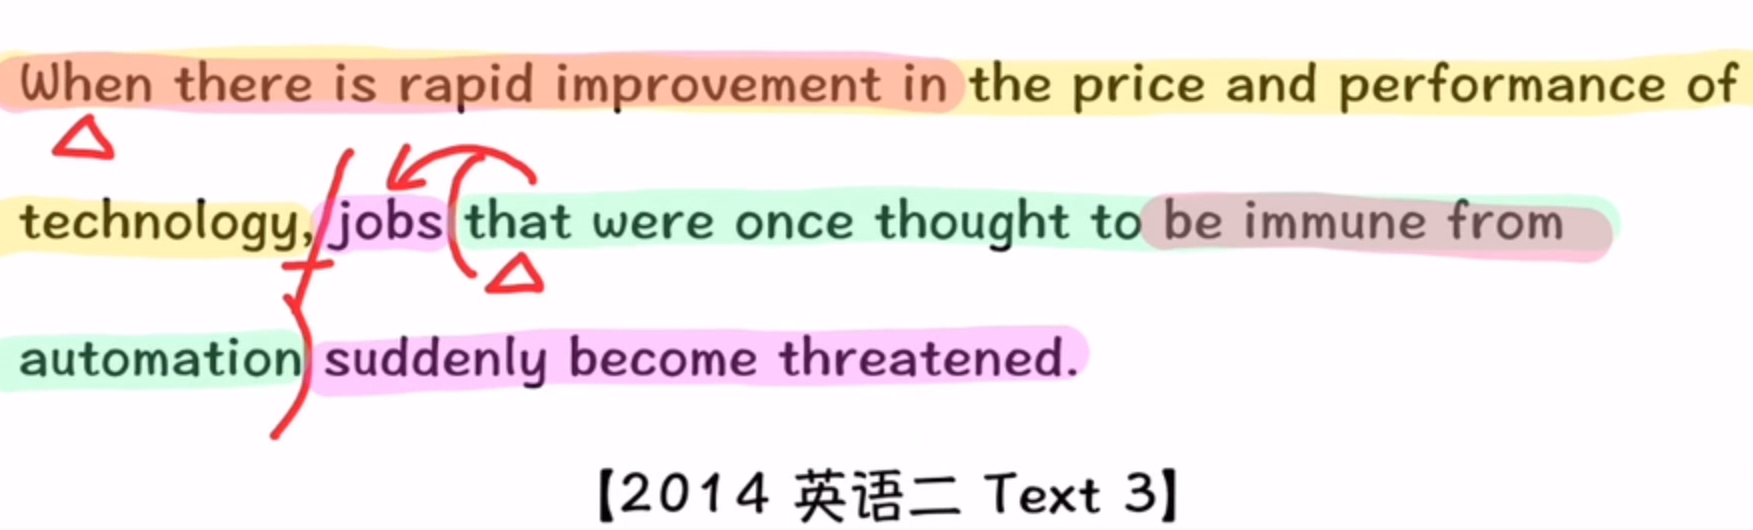 When there is rapid improvement in the price and performance of
technology, jobs that were once thought to be immune from
automation suddenly become threatened.
【2014 英语二 Text 3】